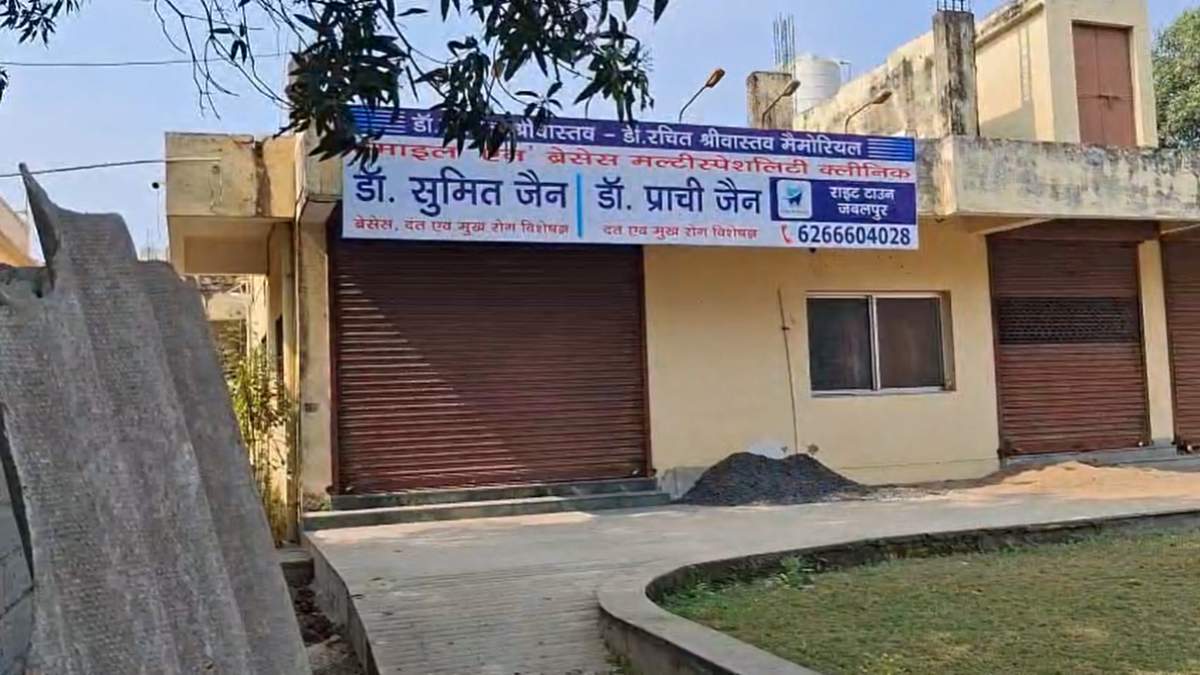 डॉ. श्रीवास्तव - डॉ.रचित श्रीवास्तव मैमोरियल
ब्रेसेस मल्टीस्पेशलिटी क्लीनिक
डॉ. सुमित जैन
ब्रेसेस, दंत एवं मुख रोग विशेषज्ञ
डॉ. प्राची जैन
दंत एवं मुख रोग विशेषज्ञ
राइट टाउन
जबलपुर
6266604028